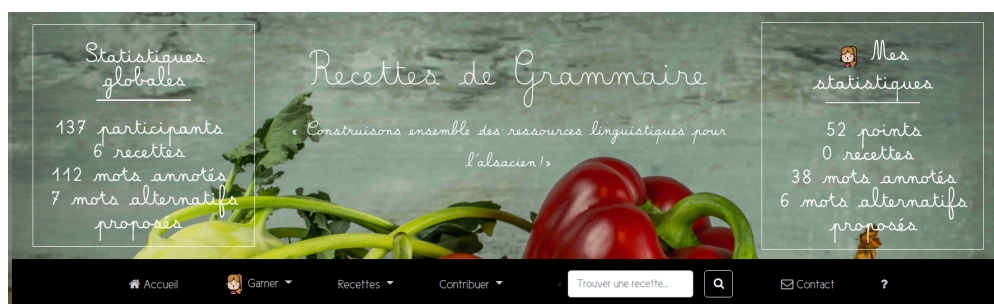 Statistiques
globales
137 participants
6 recettes
112 mots annotés
7 mots alternatifs
proposés
Recettes de Grammaire
« Construisons ensemble des ressources linguistiques pour
l'alsacien !»
Mes
statistiques
52 points
0 recettes
38 mots annotés
6 mots alternatifs
proposés
Accueil Gamer Recettes Contribuer Trouver une recette... Contact ?